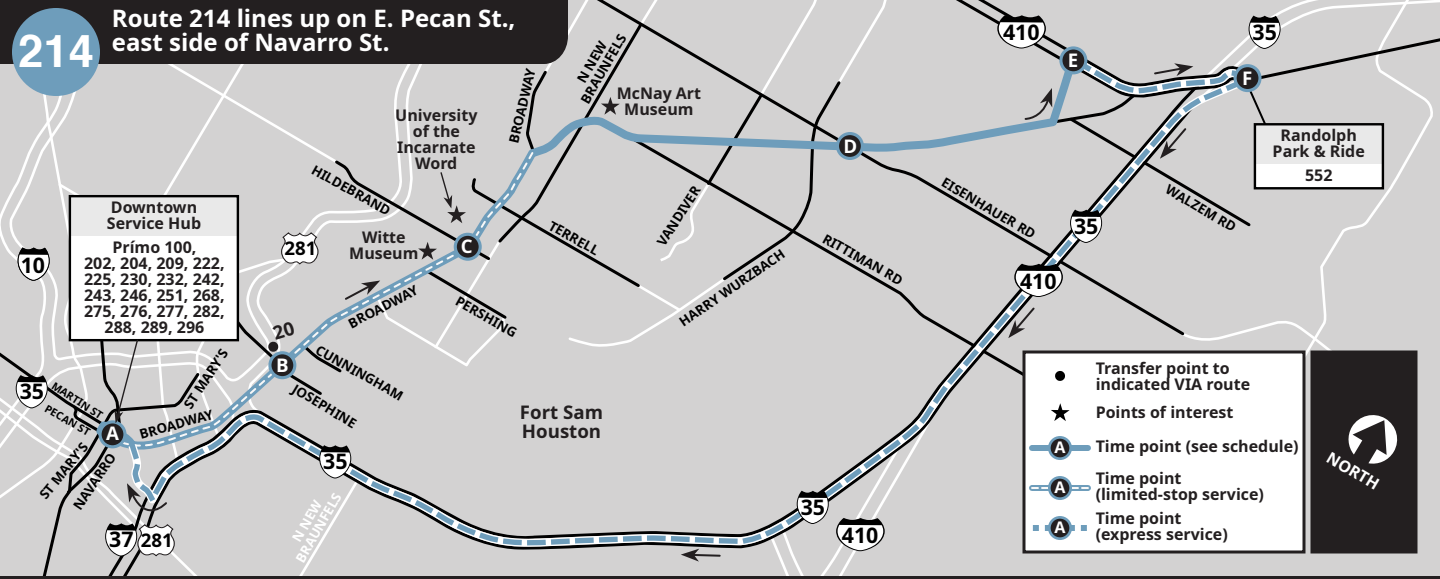 214
Route 214 lines up on E. Pecan St.,
east side of Navarro St.
BROADWAY
N NEW
BRAUNFELS
McNay Art
Museum
410
35
E
F
Randolph
Park & Ride
552
University
of the
Incarnate
Word
HILDEBRAND
Witte
Museum
C
D
EISENHAUER RD
WALZEM RD
35
410
VANDIVER
TERRELL
RITTIMAN RD
HARRY WURZBACH
PERSHING
BROADWAY
Downtown
Service Hub
Prímo 100,
202, 204, 209, 222,
225, 230, 232, 242,
243, 246, 251, 268,
275, 276, 277, 282,
288, 289, 296
10
281
20
B
CUNNINGHAM
JOSEPHINE
ST MARY'S
BROADWAY
35
MARTIN ST
PECAN ST
A
ST MARY'S
NAVARRO
37
281
35
N NEW
BRAUNFELS
Fort Sam
Houston
35
410
Transfer point to
indicated VIA route
Points of interest
A
Time point (see schedule)
A
Time point
(limited-stop service)
A
Time point
(express service)
NORTH